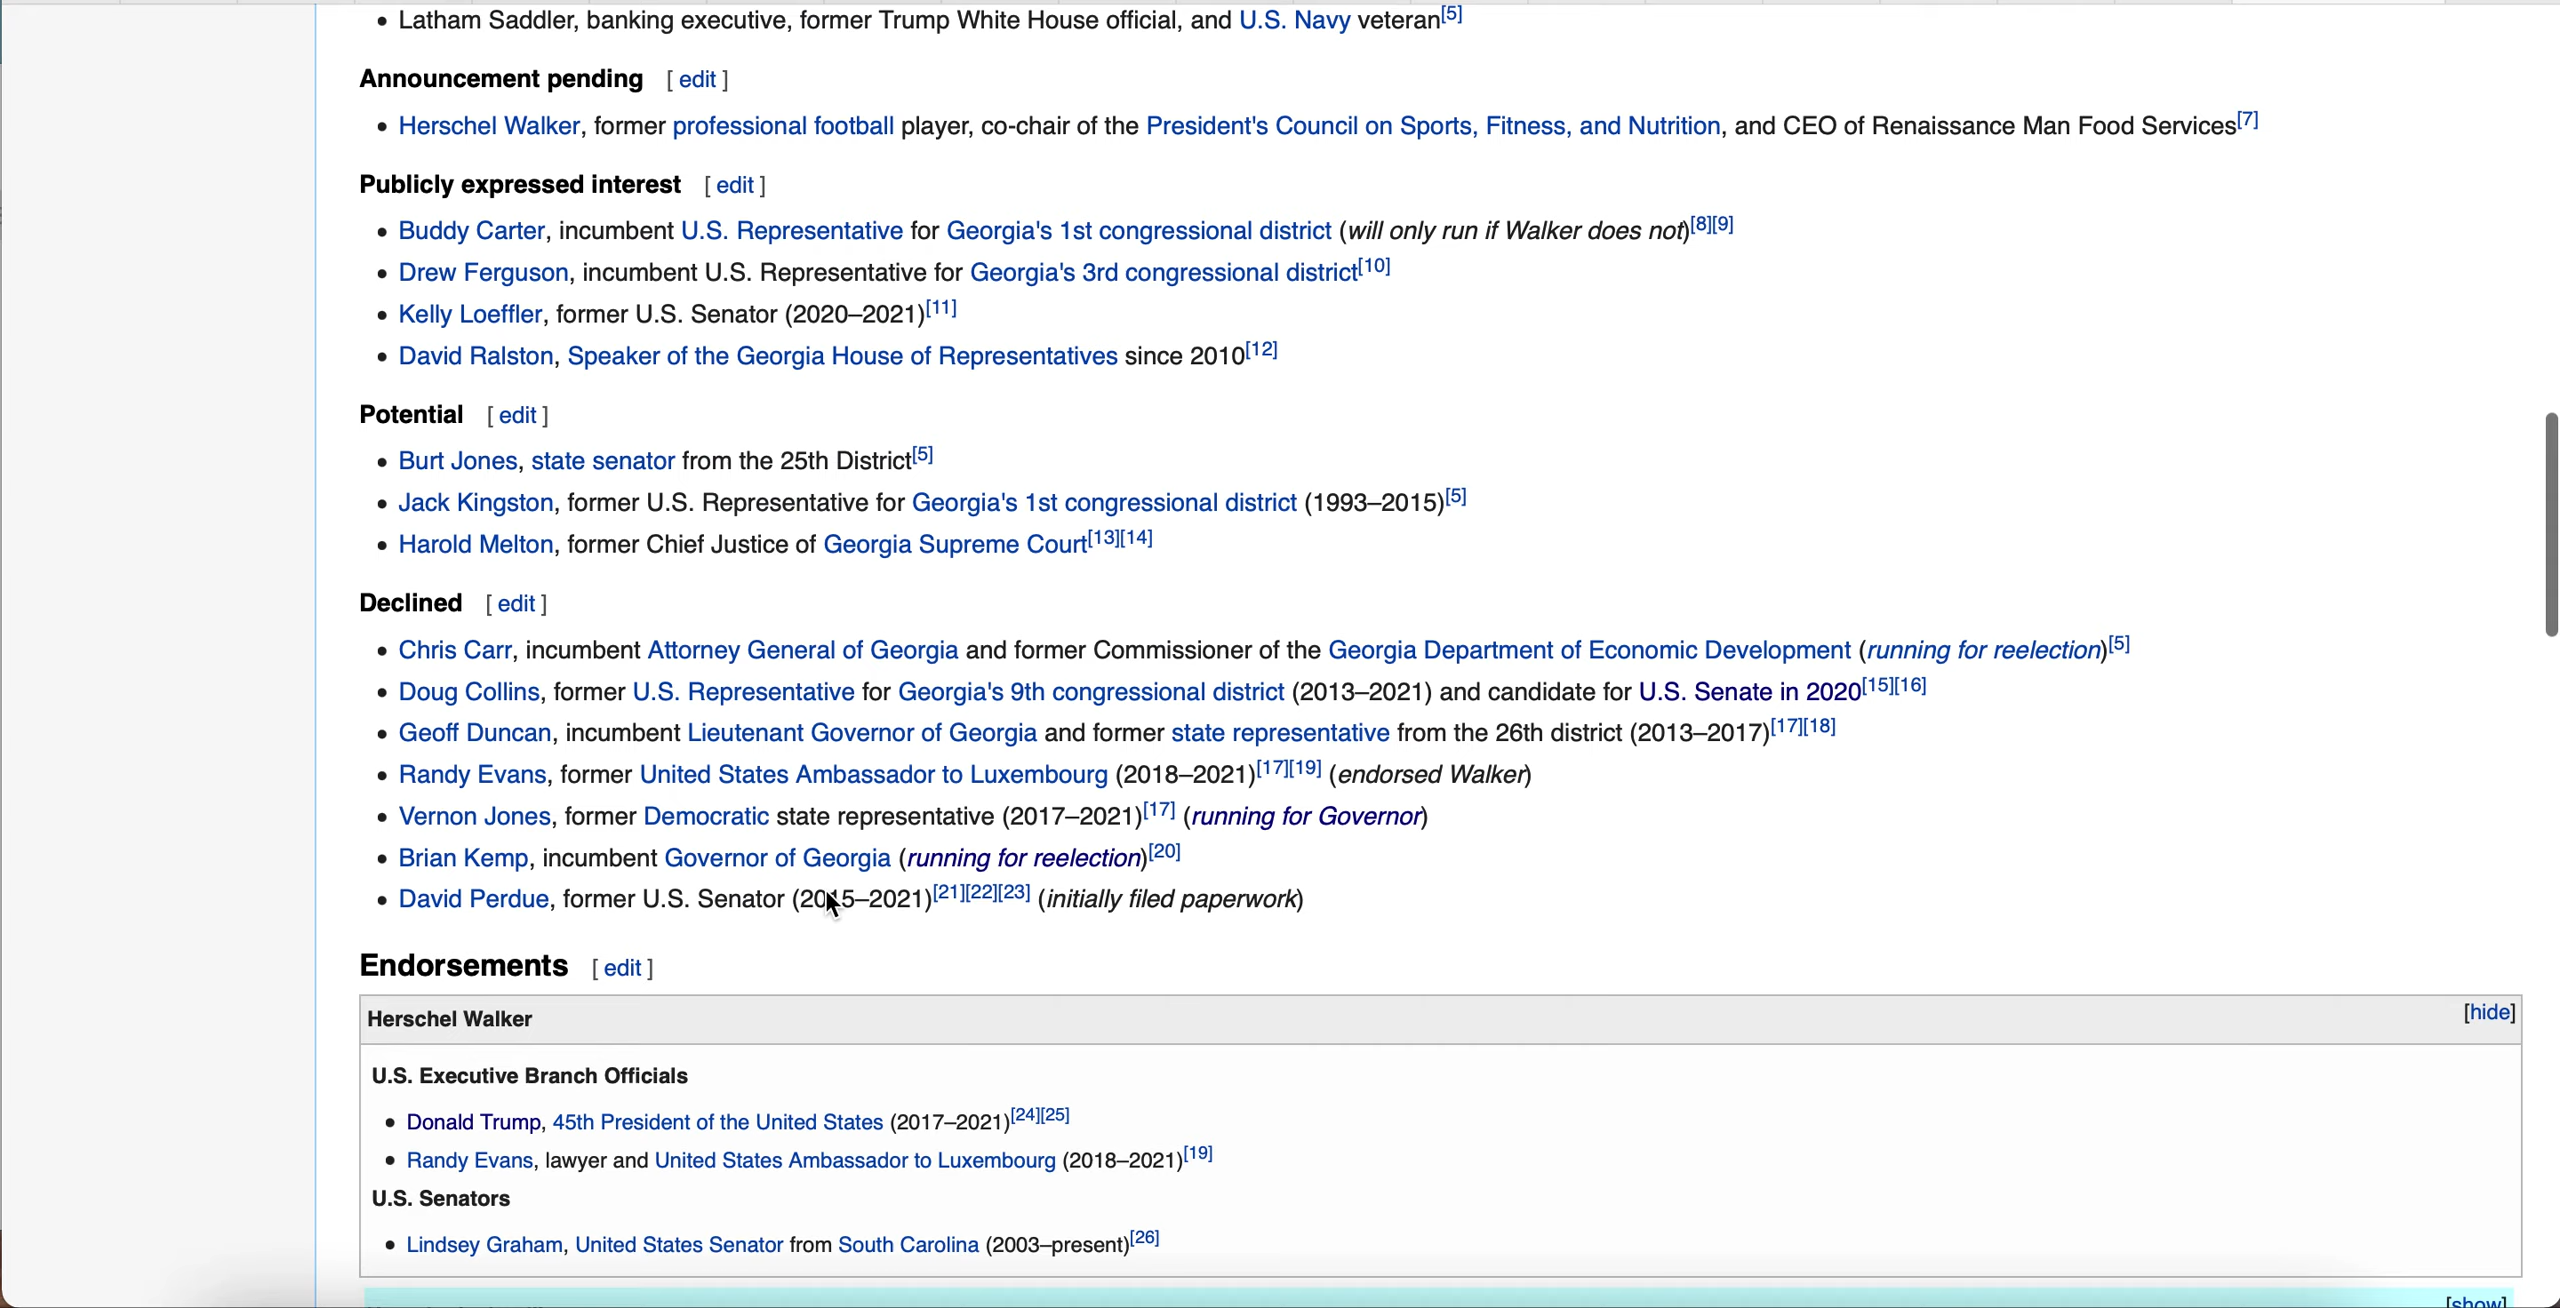 • Latham Saddler, banking executive, former Trump White House official, and U.S. Navy veteran[5]
Announcement pending [ edit ]
• Herschel Walker, former professional football player, co-chair of the President's Council on Sports, Fitness, and Nutrition, and CEO of Renaissance Man Food Services[7]
Publicly expressed interest [ edit ]
• Buddy Carter, incumbent U.S. Representative for Georgia's 1st congressional district (will only run if Walker does not)[8][9]
• Drew Ferguson, incumbent U.S. Representative for Georgia's 3rd congressional district[10]
• Kelly Loeffler, former U.S. Senator (2020–2021)[11]
• David Ralston, Speaker of the Georgia House of Representatives since 2010[12]
Potential [ edit ]
• Burt Jones, state senator from the 25th District[5]
• Jack Kingston, former U.S. Representative for Georgia's 1st congressional district (1993–2015)[5]
• Harold Melton, former Chief Justice of Georgia Supreme Court[13][14]
Declined [ edit ]
• Chris Carr, incumbent Attorney General of Georgia and former Commissioner of the Georgia Department of Economic Development (running for reelection)[5]
• Doug Collins, former U.S. Representative for Georgia's 9th congressional district (2013–2021) and candidate for U.S. Senate in 2020[15][16]
• Geoff Duncan, incumbent Lieutenant Governor of Georgia and former state representative from the 26th district (2013–2017)[17][18]
• Randy Evans, former United States Ambassador to Luxembourg (2018–2021)[17][19] (endorsed Walker)
• Vernon Jones, former Democratic state representative (2017–2021)[17] (running for Governor)
• Brian Kemp, incumbent Governor of Georgia (running for reelection)[20]
• David Perdue, former U.S. Senator (2015–2021)[21][22][23] (initially filed paperwork)
Endorsements [ edit ]
Herschel Walker [hide]
U.S. Executive Branch Officials
• Donald Trump, 45th President of the United States (2017–2021)[24][25]
• Randy Evans, lawyer and United States Ambassador to Luxembourg (2018–2021)[19]
U.S. Senators
• Lindsey Graham, United States Senator from South Carolina (2003–present)[26]
[show]